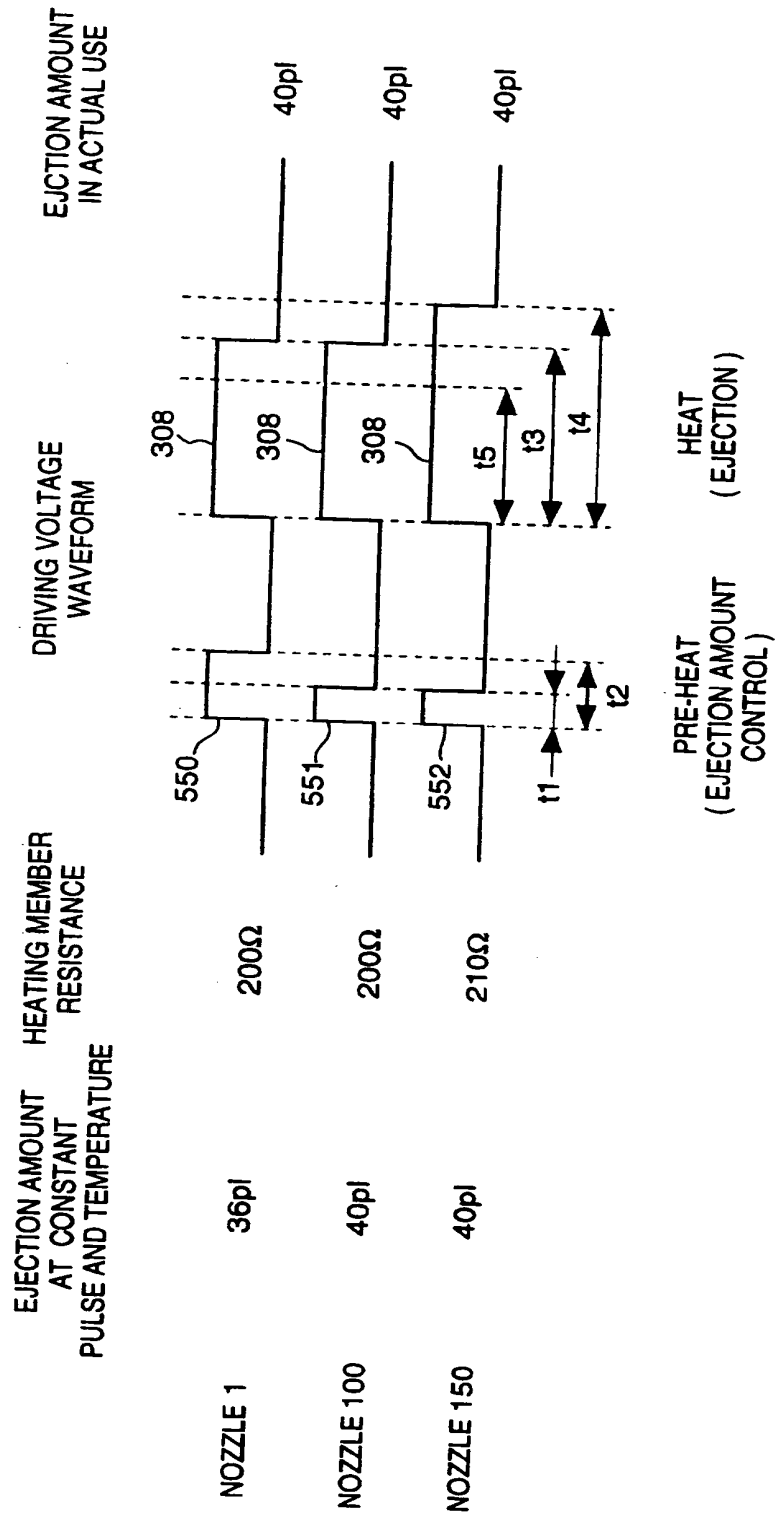 EJECTION AMOUNT
AT CONSTANT
PULSE AND TEMPERATURE
HEATING MEMBER
RESISTANCE
DRIVING VOLTAGE
WAVEFORM
EJCTION AMOUNT
IN ACTUAL USE
NOZZLE 1
36pl
200Ω
550
308
40pl
NOZZLE 100
40pl
200Ω
551
308
40pl
NOZZLE 150
40pl
210Ω
552
308
40pl
t1
t2
t5
t3
t4
PRE-HEAT
( EJECTION AMOUNT
CONTROL )
HEAT
( EJECTION )